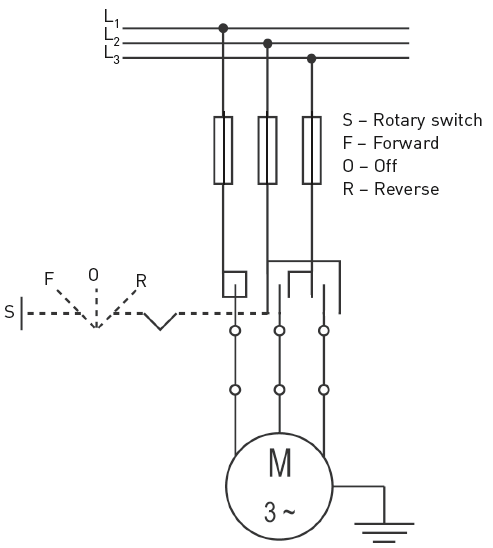 L1
L2
L3
S – Rotary switch
F – Forward
O – Off
R – Reverse
F O R
S
M
3 ~